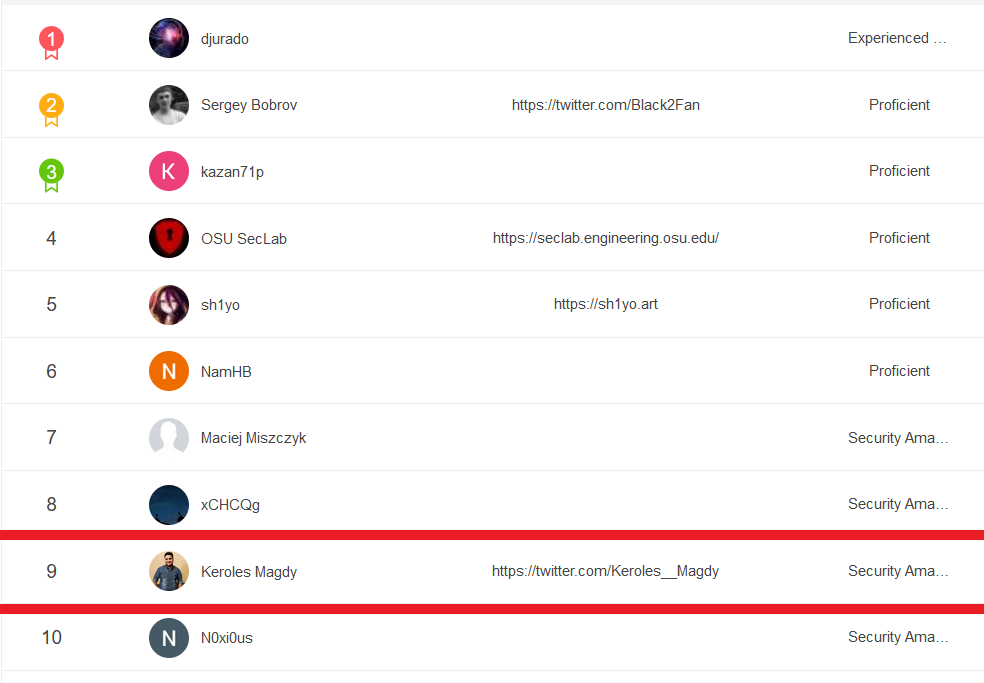 1 djurado Experienced ...
2 Sergey Bobrov https://twitter.com/Black2Fan Proficient
3 K kazan71p Proficient
4 OSU SecLab https://seclab.engineering.osu.edu/ Proficient
5 sh1yo https://sh1yo.art Proficient
6 N NamHB Proficient
7 Maciej Miszczyk Security Ama...
8 xCHCQg Security Ama...
9 Keroles Magdy https://twitter.com/Keroles__Magdy Security Ama...
10 N N0xi0us Security Ama...